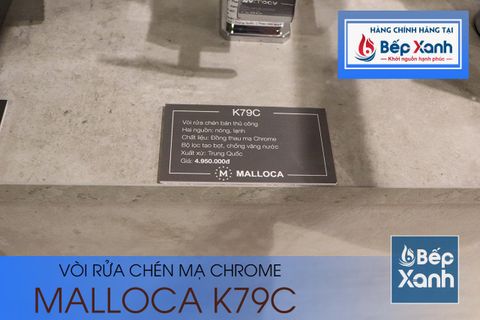 HÀNG CHÍNH HÃNG TẠI
Bếp Xanh
Khởi nguồn hạnh phúc
K79C
Vòi rửa chén bán thủ công
Hai nguồn: nóng, lạnh
Chất liệu: Đồng thau mạ Chrome
Bộ lọc tạo bọt, chống văng nước
Xuất xứ: Trung Quốc
Giá: 4.950.000đ
M MALLOCA
Bếp
Xanh
VÒI RỬA CHÉN MẠ CHROME
MALLOCA K79C